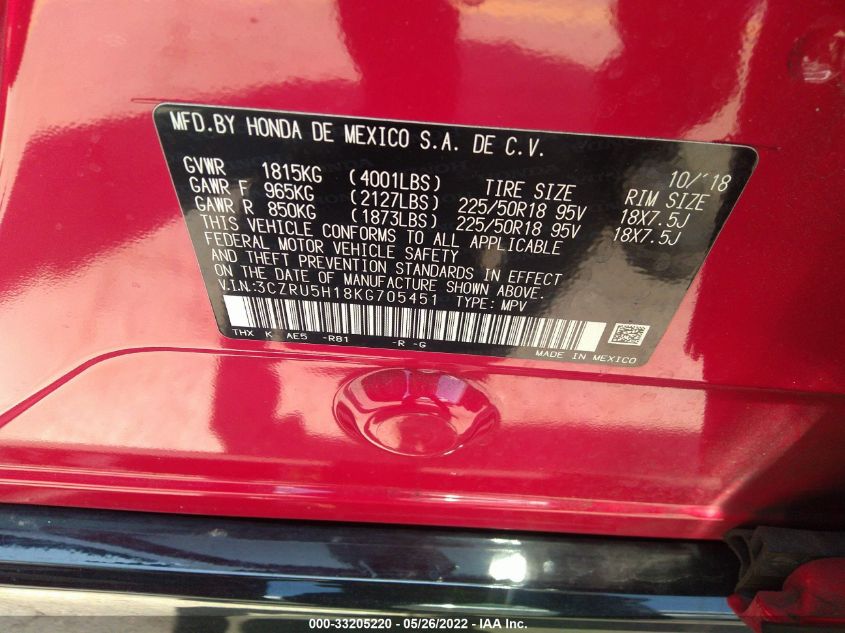 MFD.BY HONDA DE MEXICO S.A. DE C.V.
10/'18
GVWR 1815KG (4001LBS) TIRE SIZE RIM SIZE
GAWR F 965KG (2127LBS) 225/50R18 95V 18X7.5J
GAWR R 850KG (1873LBS) 225/50R18 95V 18X7.5J
THIS VEHICLE CONFORMS TO ALL APPLICABLE
FEDERAL MOTOR VEHICLE SAFETY
AND THEFT PREVENTION STANDARDS IN EFFECT
ON THE DATE OF MANUFACTURE SHOWN ABOVE.
V.I.N:3CZRU5H18KG705451 TYPE: MPV
THX K AE5 -R81 -R -G
MADE IN MEXICO
000-33205220 - 05/26/2022 - IAA Inc.